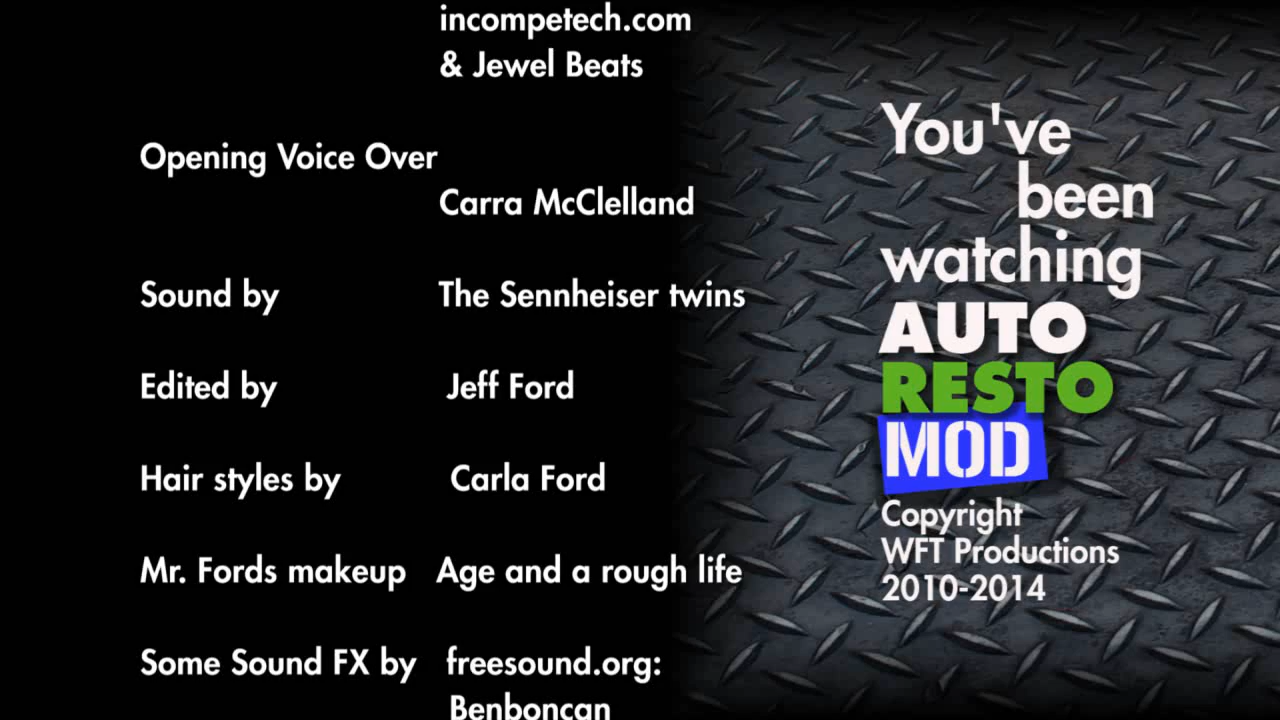 incompetech.com
& Jewel Beats
Opening Voice Over
Carra McClelland
Sound by The Sennheiser twins
Edited by Jeff Ford
Hair styles by Carla Ford
Mr. Fords makeup Age and a rough life
Some Sound FX by freesound.org:
Benboncan
You've
been
watching
AUTO
RESTO
MOD
Copyright
WFT Productions
2010-2014